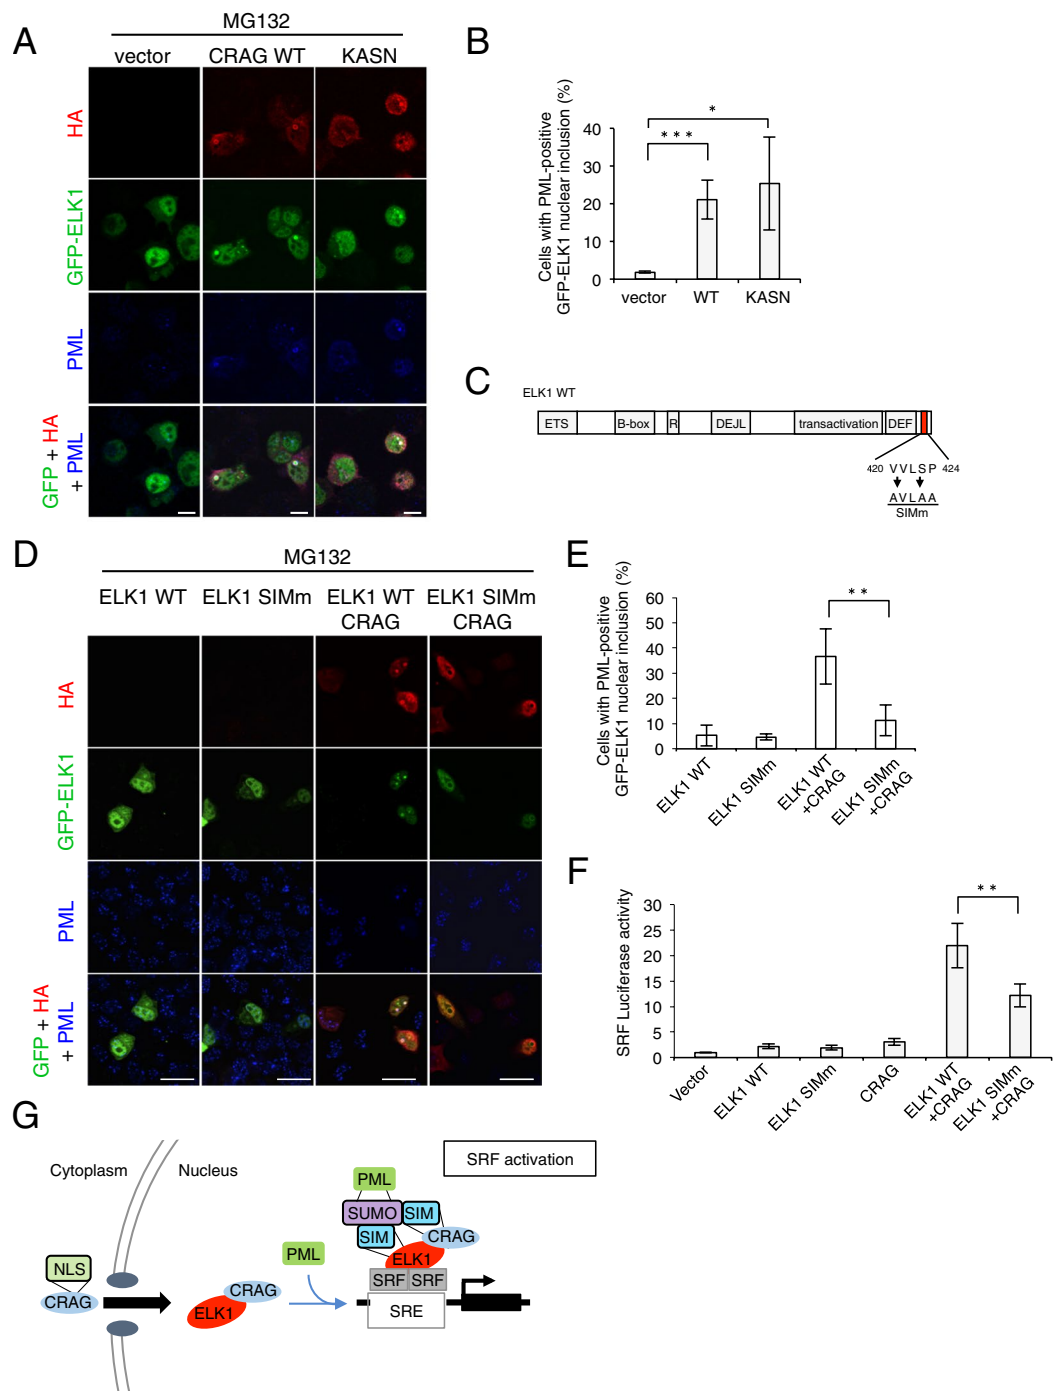 A
MG132
vector
CRAG WT
KASN
HA
GFP-ELK1
PML
GFP + HA
+ PML
B
Cells with PML-positive
GFP-ELK1 nuclear inclusion (%)
40
30
20
10
0
*
* * *
vector
WT
KASN
C
ELK1 WT
ETS
B-box
R
DEJL
transactivation
DEF
420 V V L S P 424
A V L A A
SIMm
D
MG132
ELK1 WT
ELK1 SIMm
ELK1 WT
CRAG
ELK1 SIMm
CRAG
HA
GFP-ELK1
PML
GFP + HA
+ PML
E
Cells with PML-positive
GFP-ELK1 nuclear inclusion (%)
60
50
40
30
20
10
0
* *
ELK1 WT
ELK1 SIMm
ELK1 WT
+CRAG
ELK1 SIMm
+CRAG
F
SRF Luciferase activity
30
25
20
15
10
5
0
* *
Vector
ELK1 WT
ELK1 SIMm
CRAG
ELK1 WT
+CRAG
ELK1 SIMm
+CRAG
G
Cytoplasm
Nucleus
SRF activation
NLS
CRAG
ELK1
CRAG
PML
PML
SUMO
SIM
SIM
CRAG
ELK1
SRF
SRF
SRE